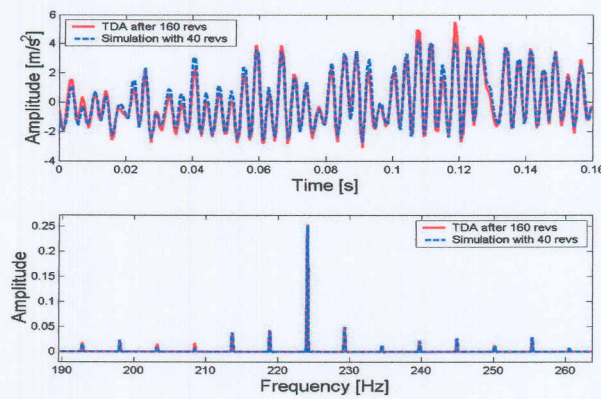 6
4
2
0
-2
-4
Amplitude [m/s²]
TDA after 160 revs
Simulation with 40 revs
0 0.02 0.04 0.06 0.08 0.1 0.12 0.14 0.16
Time [s]
0.25
0.2
0.15
0.1
0.05
0
Amplitude
TDA after 160 revs
Simulation with 40 revs
190 200 210 220 230 240 250 260
Frequency [Hz]